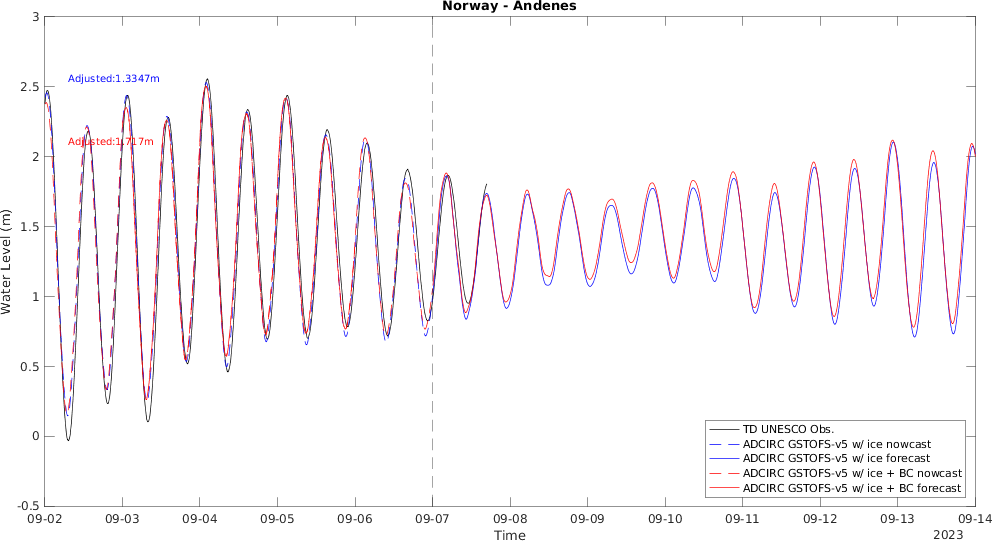 Norway - Andenes
3
2.5
2
1.5
1
0.5
0
-0.5
Water Level (m)
Adjusted:1.3347m
Adjusted:1.717m
TD UNESCO Obs.
ADCIRC GSTOFS-v5 w/ ice nowcast
ADCIRC GSTOFS-v5 w/ ice forecast
ADCIRC GSTOFS-v5 w/ ice + BC nowcast
ADCIRC GSTOFS-v5 w/ ice + BC forecast
09-02 09-03 09-04 09-05 09-06 09-07 09-08 09-09 09-10 09-11 09-12 09-13 09-14
Time
2023